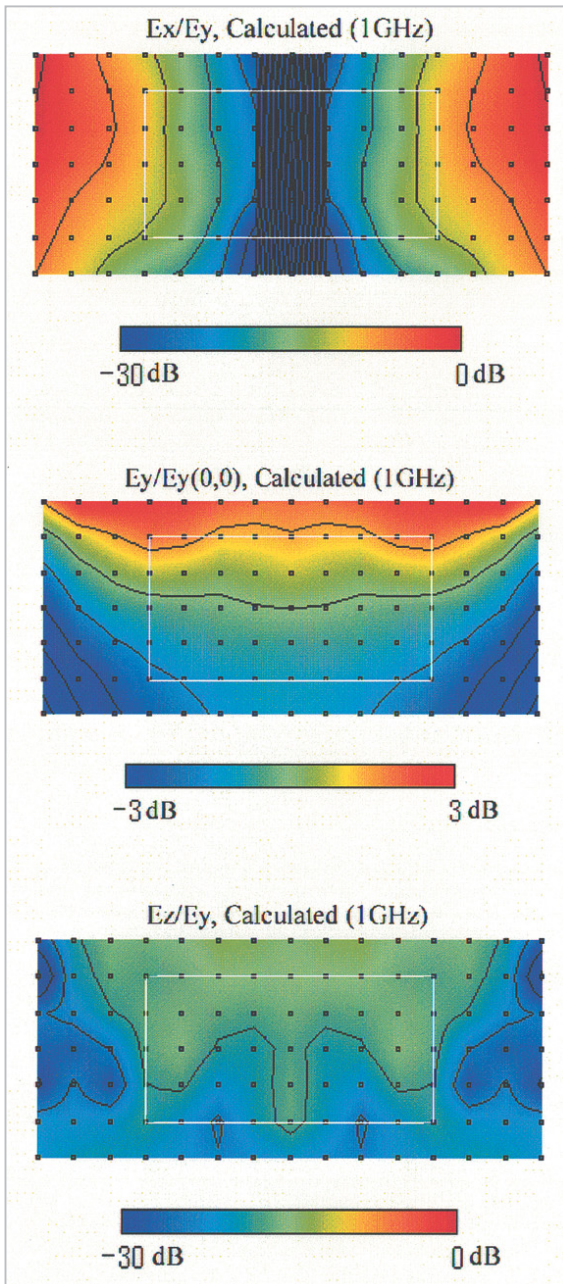 Ex/Ey, Calculated (1GHz)
−30 dB 0 dB
Ey/Ey(0,0), Calculated (1GHz)
−3 dB 3 dB
Ez/Ey, Calculated (1GHz)
−30 dB 0 dB